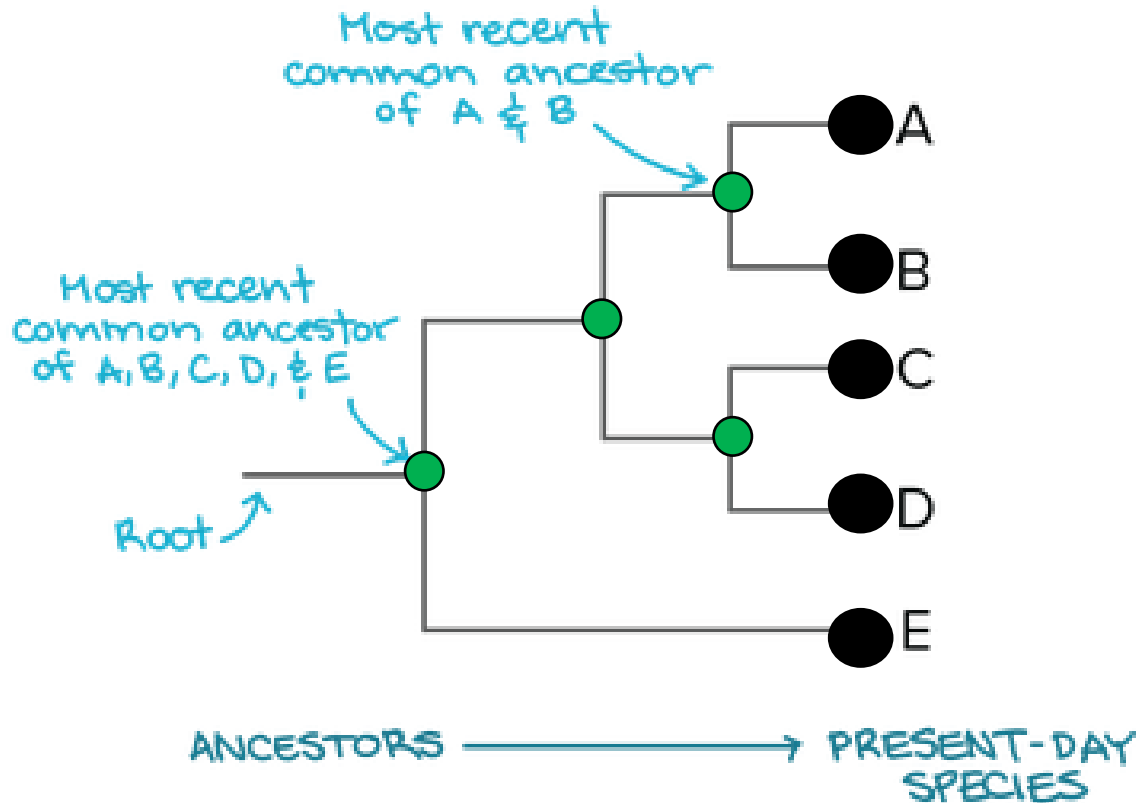 Most recent
common ancestor
of A & B
A
B
Most recent
common ancestor
of A, B, C, D, & E
C
D
Root
E
ANCESTORS
PRESENT-DAY
SPECIES